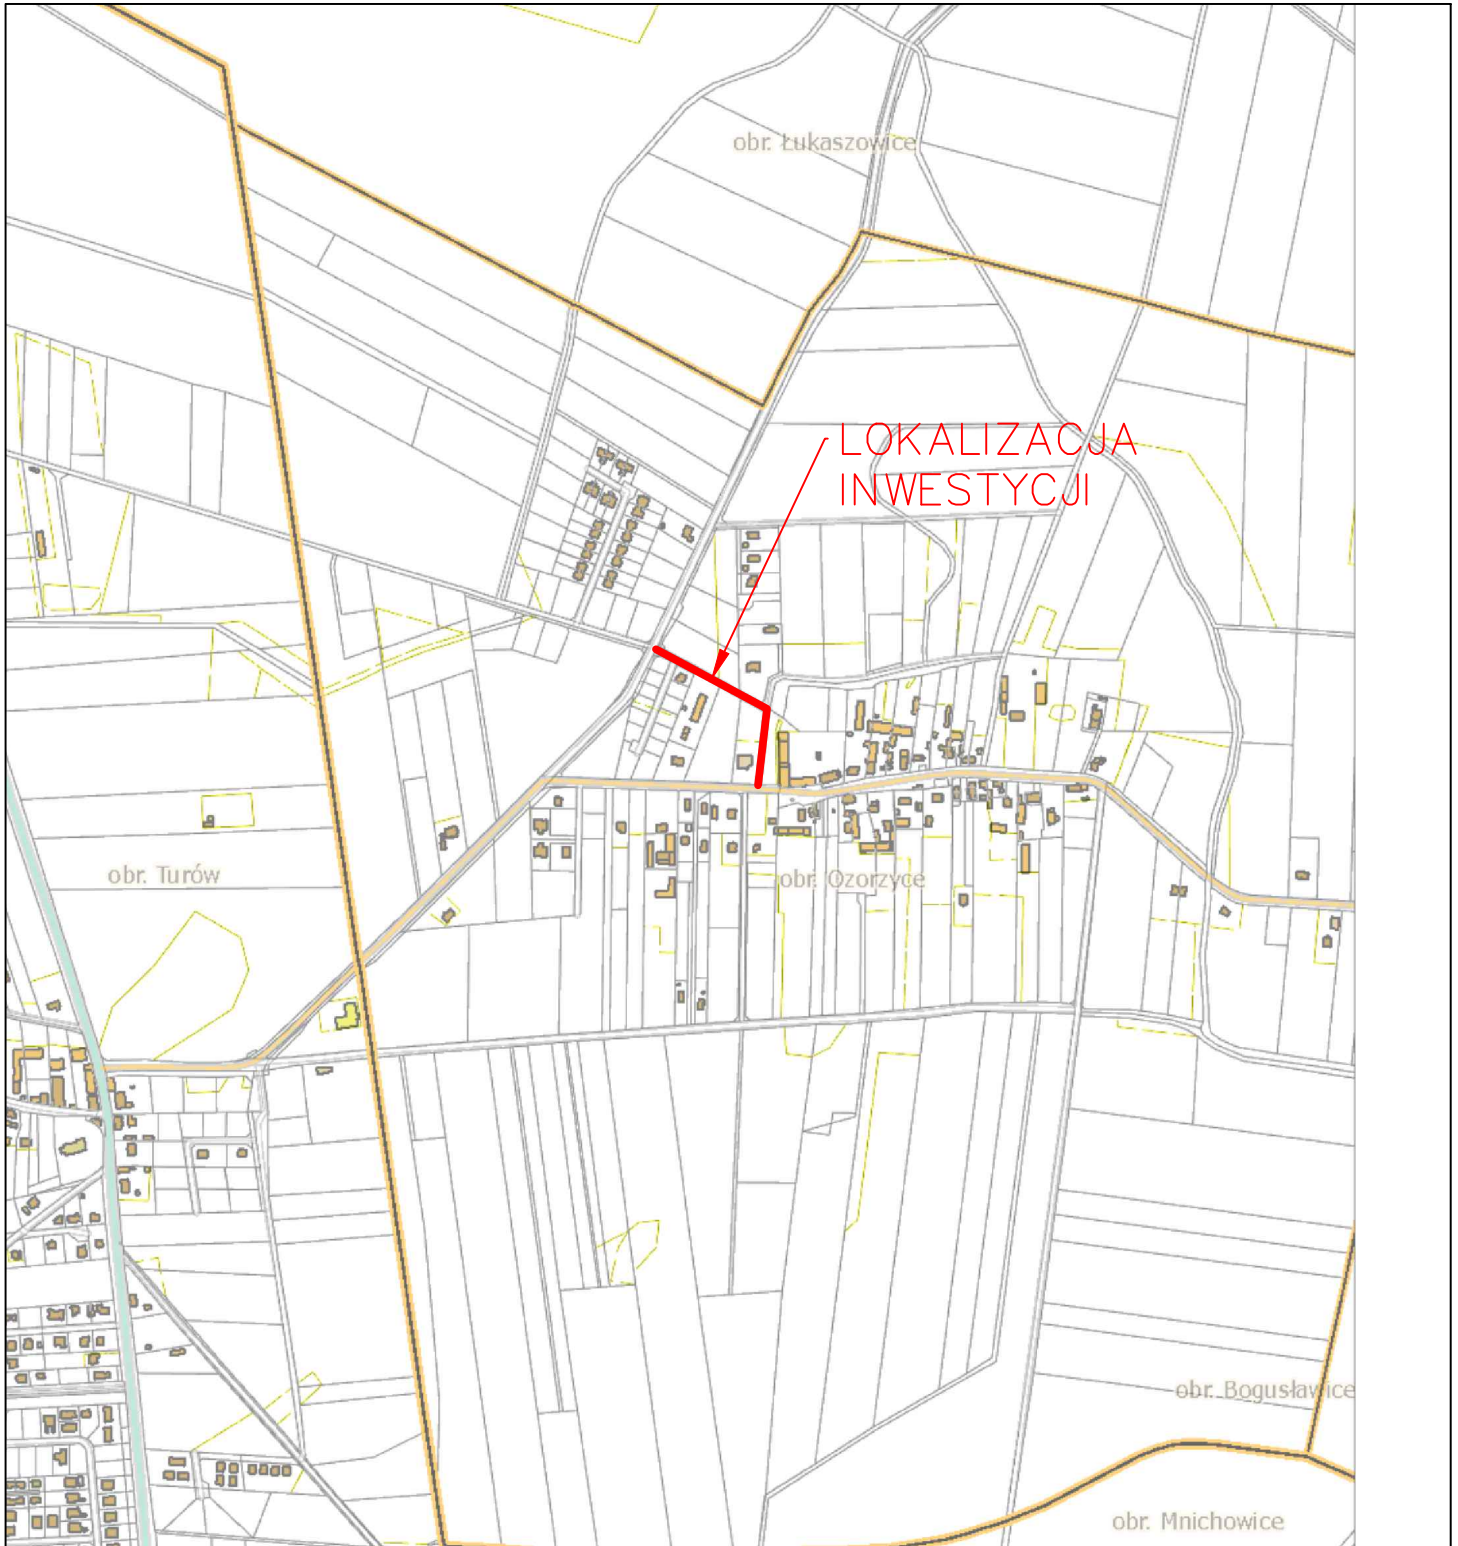 obr. Łukaszowice
LOKALIZACJA
INWESTYCJI
obr. Turów
obr. Ozorzyce
obr. Bogusławice
obr. Mnichowice